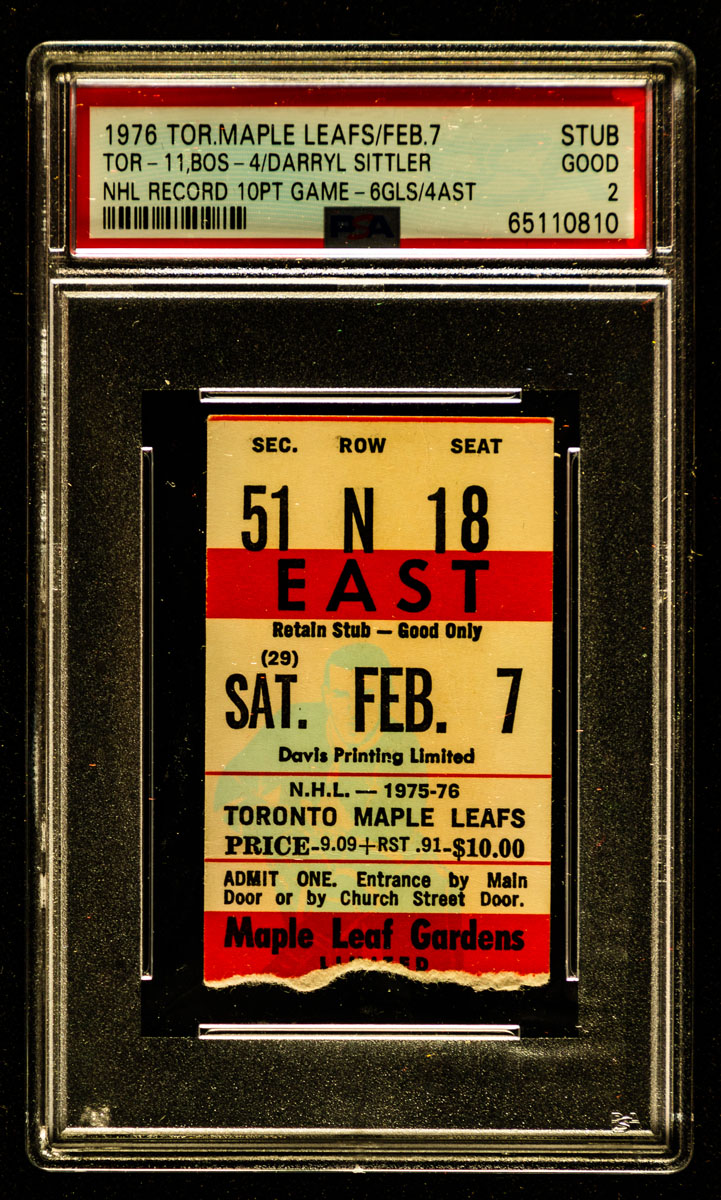 1976 TOR.MAPLE LEAFS/FEB.7 STUB
TOR-11,BOS-4/DARRYL SITTLER GOOD
NHL RECORD 10PT GAME-6GLS/4AST 2
PSA 65110810
SEC. ROW SEAT
51 N 18
EAST
Retain Stub — Good Only
(29)
SAT. FEB. 7
Davis Printing Limited
N.H.L. — 1975-76
TORONTO MAPLE LEAFS
PRICE-9.09+RST .91-$10.00
ADMIT ONE. Entrance by Main
Door or by Church Street Door.
Maple Leaf Gardens
LIMITED